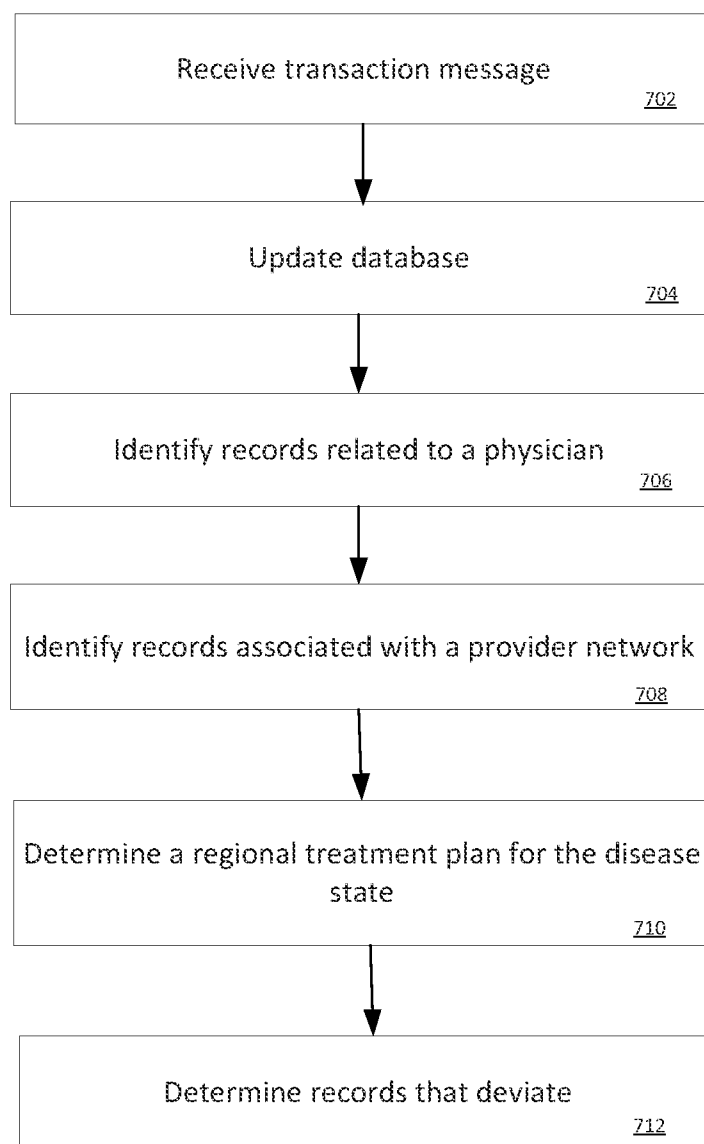 Receive transaction message
702
Update database
704
Identify records related to a physician
706
Identify records associated with a provider network
708
Determine a regional treatment plan for the disease
state
710
Determine records that deviate
712